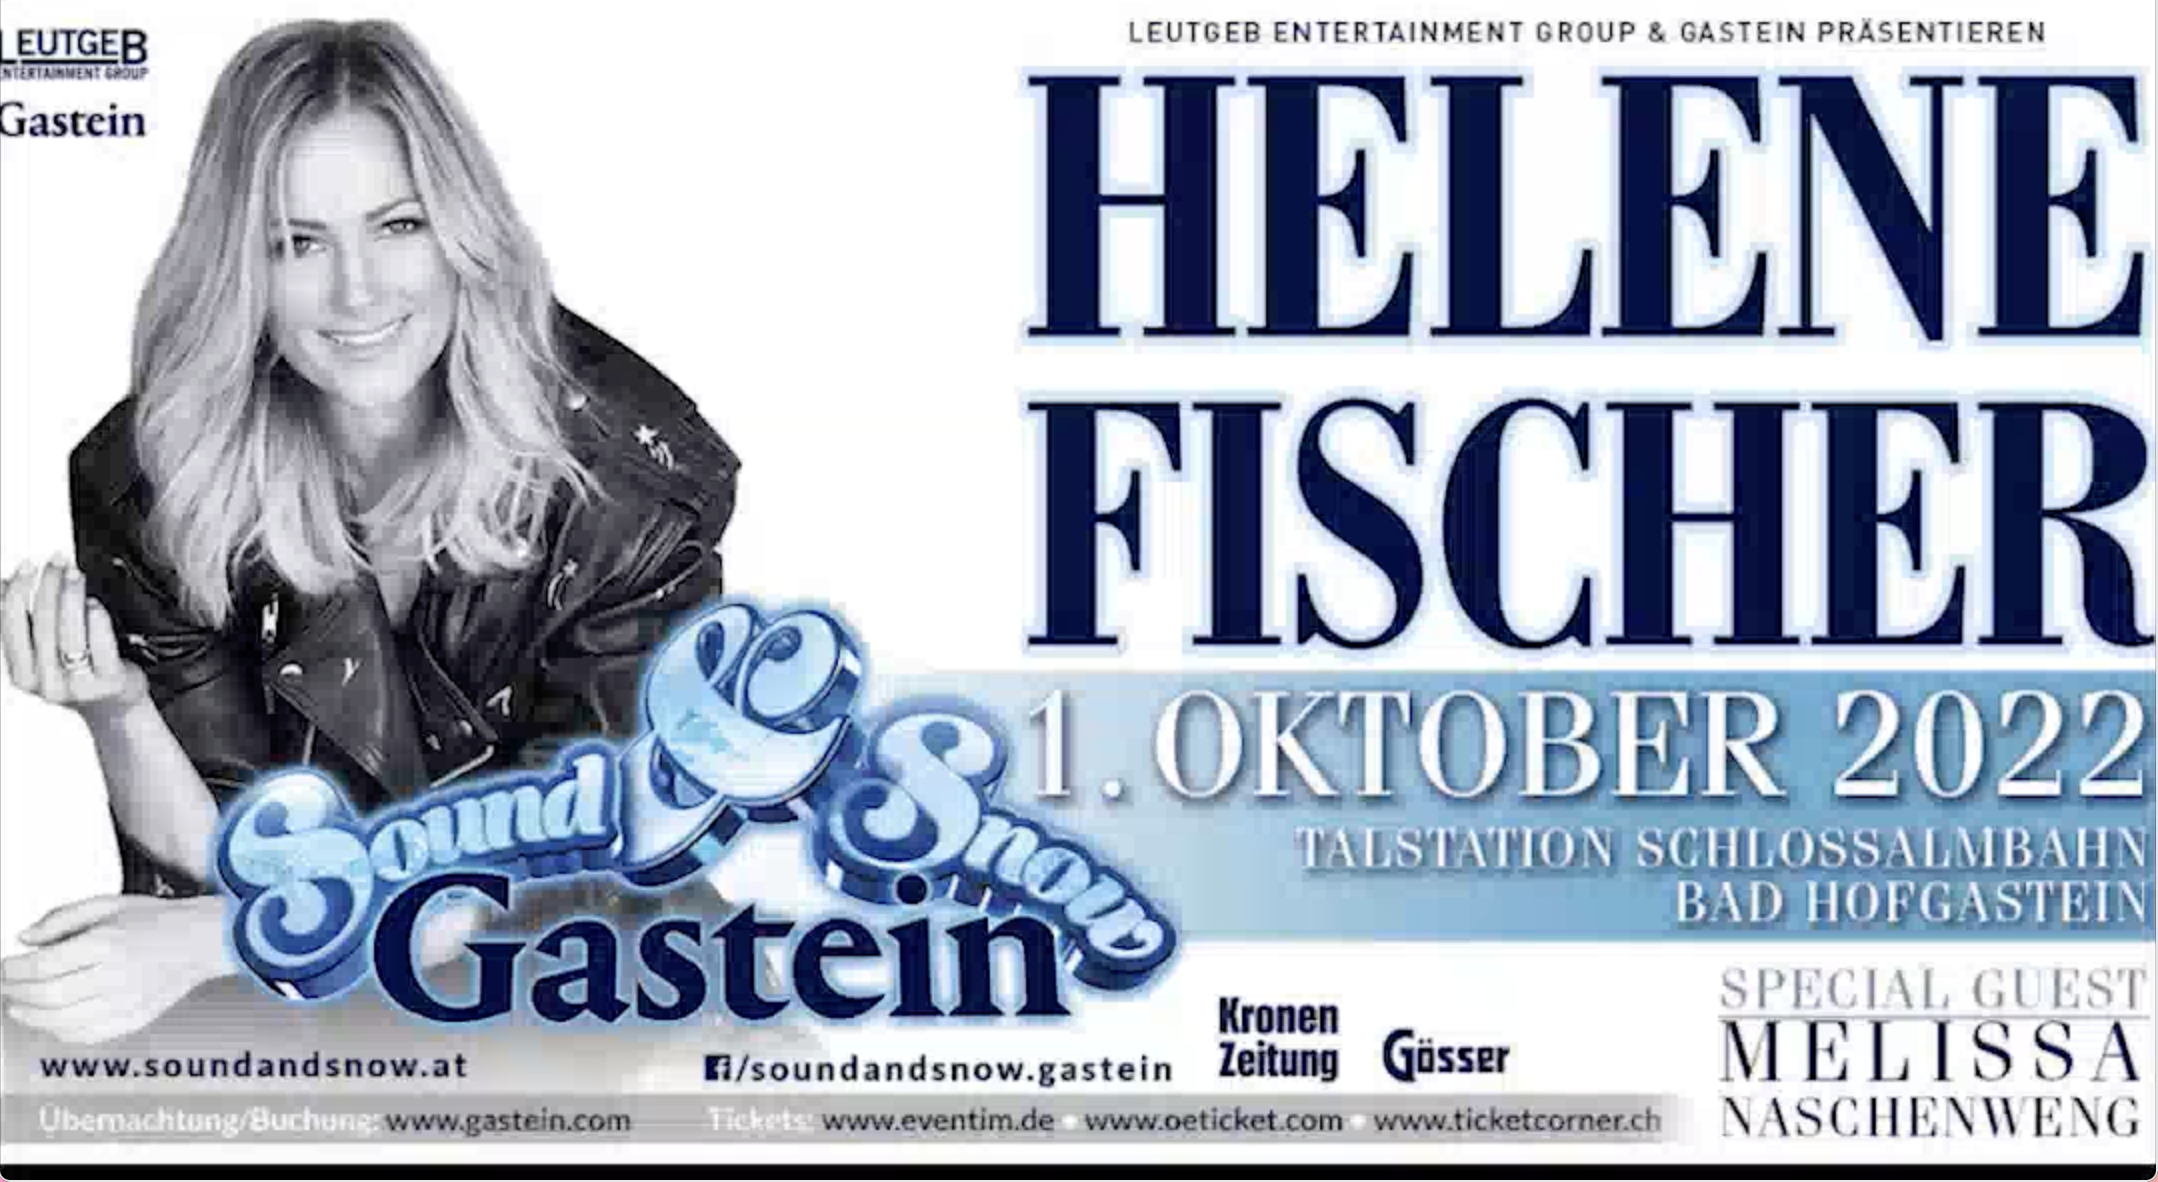 LEUTGEB
ENTERTAINMENT GROUP
Gastein
LEUTGEB ENTERTAINMENT GROUP & GASTEIN PRÄSENTIEREN
HELENE
FISCHER
1. OKTOBER 2022
TALSTATION SCHLOSSALMBAHN
BAD HOFGASTEIN
Sound & Snow
Gastein
SPECIAL GUEST
MELISSA
NASCHENWENG
Kronen
Zeitung
Gösser
www.soundandsnow.at
/soundandsnow.gastein
Übernachtung/Buchung: www.gastein.com
Tickets: www.eventim.de • www.oeticket.com • www.ticketcorner.ch